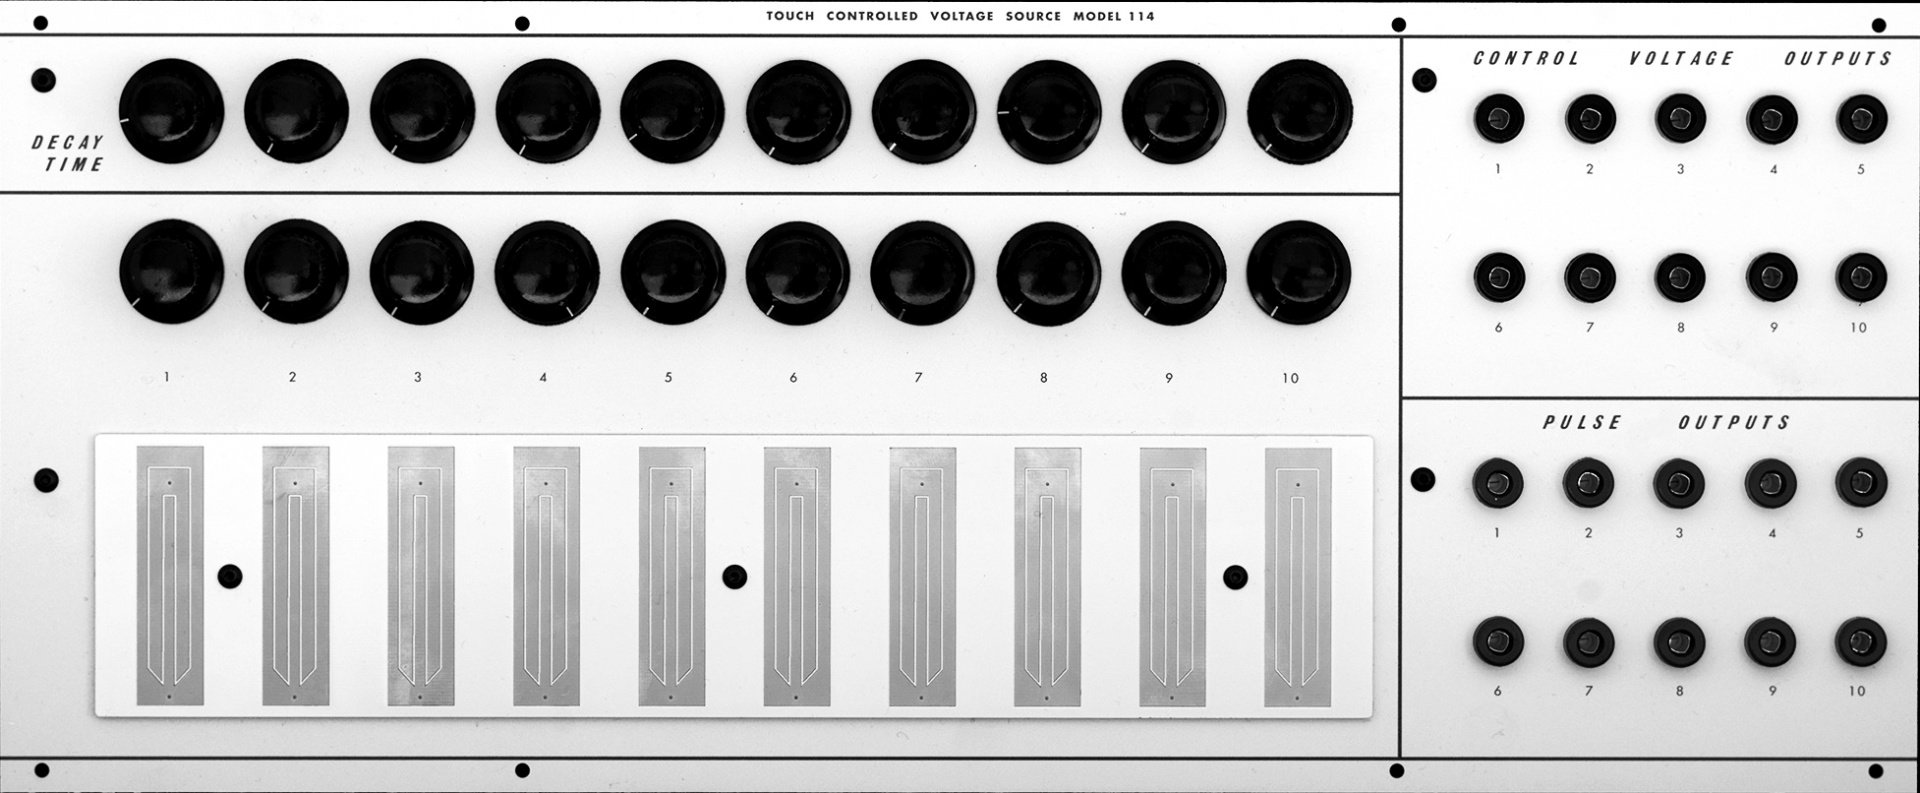 TOUCH CONTROLLED VOLTAGE SOURCE MODEL 114
DECAY
TIME
1 2 3 4 5 6 7 8 9 10
CONTROL VOLTAGE OUTPUTS
1 2 3 4 5
6 7 8 9 10
PULSE OUTPUTS
1 2 3 4 5
6 7 8 9 10